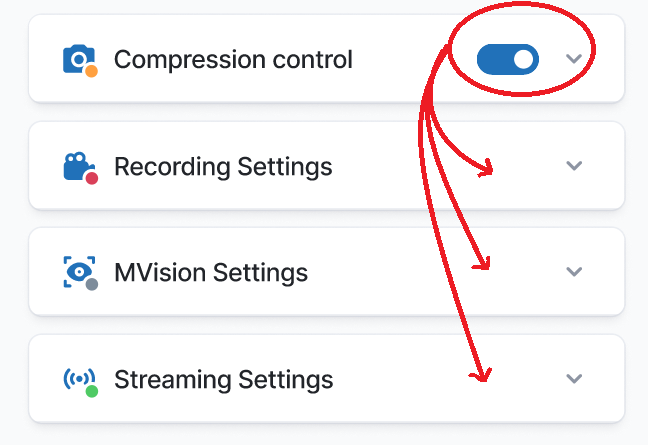 Compression control
Recording Settings
MVision Settings
Streaming Settings